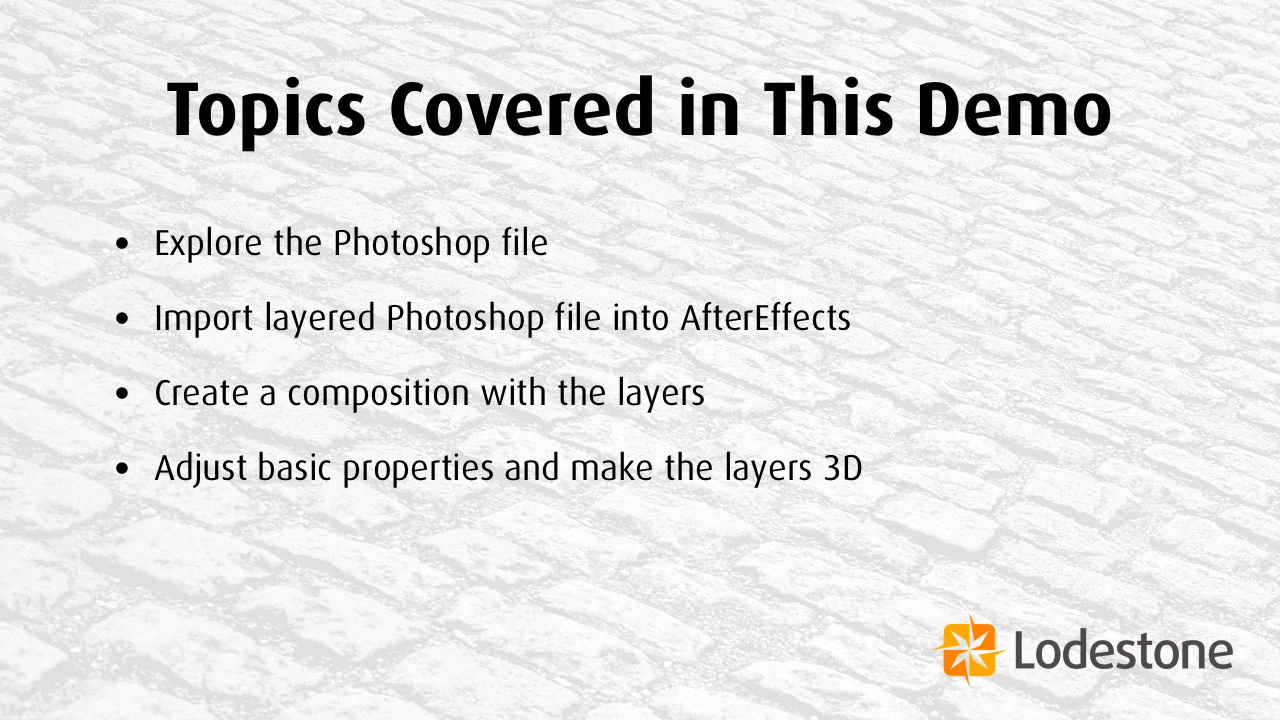 Topics Covered in This Demo
• Explore the Photoshop file
• Import layered Photoshop file into AfterEffects
• Create a composition with the layers
• Adjust basic properties and make the layers 3D
Lodestone